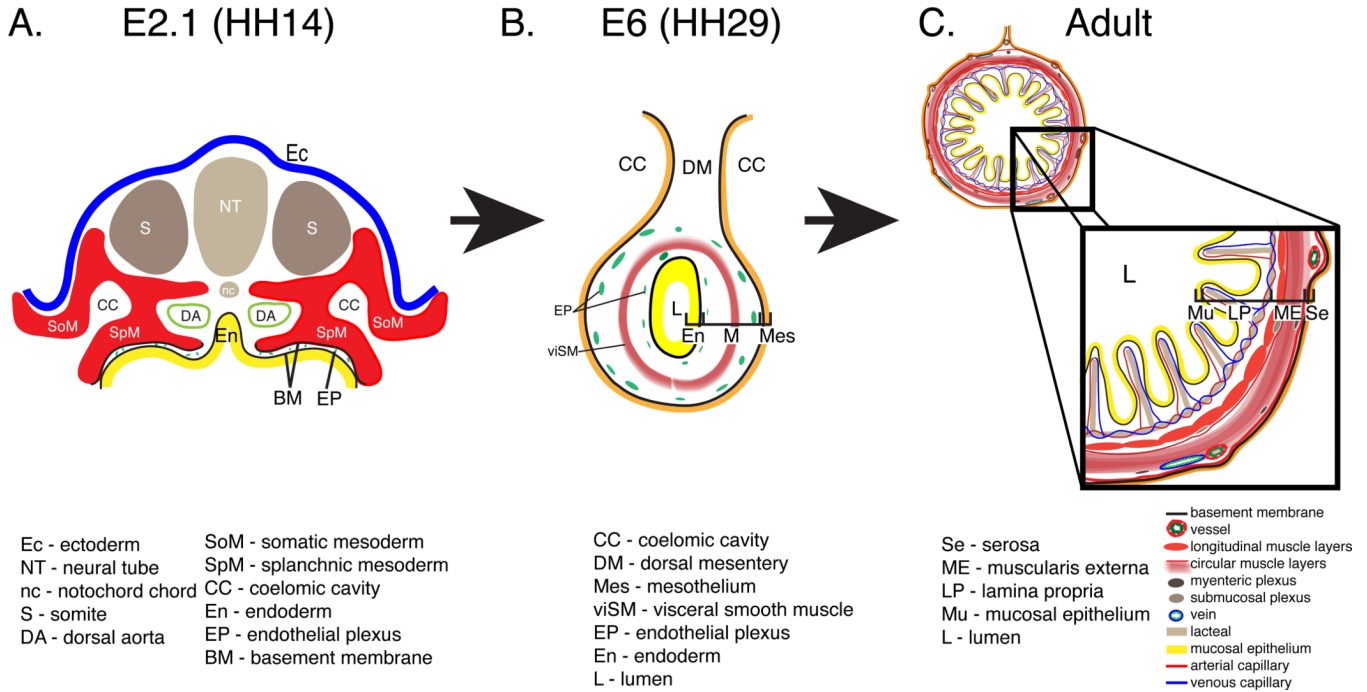 A. E2.1 (HH14)
B. E6 (HH29)
C. Adult
Ec
NT
S
S
nc
CC
CC
DA
DA
SoM
SoM
SpM
SpM
En
BM
EP
CC
DM
CC
EP
L
En
M
Mes
viSM
L
Mu
LP
ME
Se
Ec - ectoderm
NT - neural tube
nc - notochord chord
S - somite
DA - dorsal aorta
SoM - somatic mesoderm
SpM - splanchnic mesoderm
CC - coelomic cavity
En - endoderm
EP - endothelial plexus
BM - basement membrane
CC - coelomic cavity
DM - dorsal mesentery
Mes - mesothelium
viSM - visceral smooth muscle
EP - endothelial plexus
En - endoderm
L - lumen
Se - serosa
ME - muscularis externa
LP - lamina propria
Mu - mucosal epithelium
L - lumen
basement membrane
vessel
longitudinal muscle layers
circular muscle layers
myenteric plexus
submucosal plexus
vein
lacteal
mucosal epithelium
arterial capillary
venous capillary